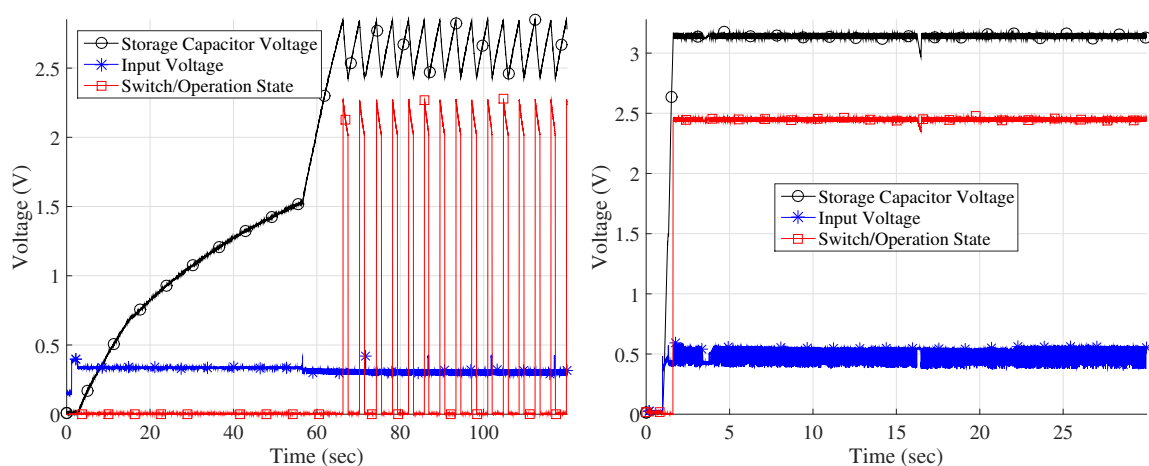 Storage Capacitor Voltage
Input Voltage
Switch/Operation State
2.5
2
1.5
1
0.5
0
0 20 40 60 80 100
Voltage (V)
Time (sec)
3
2.5
2
1.5
1
0.5
0
0 5 10 15 20 25
Storage Capacitor Voltage
Input Voltage
Switch/Operation State
Voltage (V)
Time (sec)